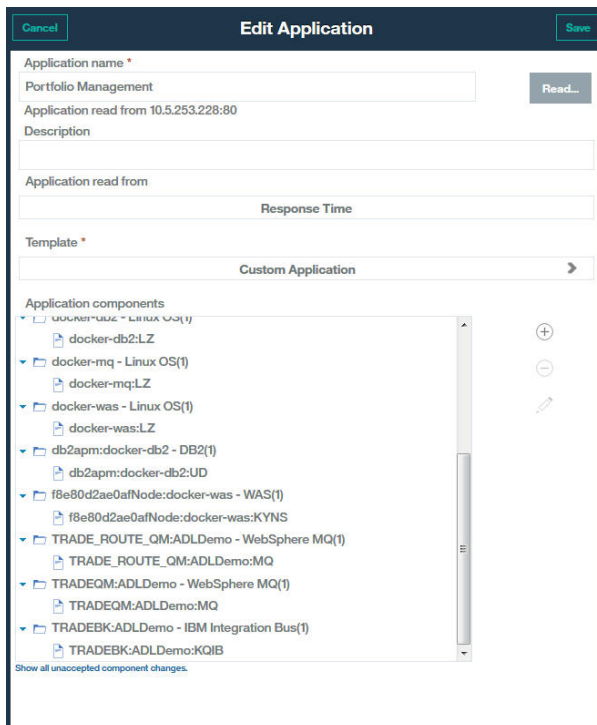 Cancel
Edit Application
Save
Application name *
Portfolio Management
Read...
Application read from 10.5.253.228:80
Description
Application read from
Response Time
Template *
Custom Application
Application components
docker-db2 - Linux OS(1)
docker-db2:LZ
docker-mq - Linux OS(1)
docker-mq:LZ
docker-was - Linux OS(1)
docker-was:LZ
db2apm:docker-db2 - DB2(1)
db2apm:docker-db2:UD
f8e80d2ae0afNode:docker-was - WAS(1)
f8e80d2ae0afNode:docker-was:KYNS
TRADE_ROUTE_QM:ADLDemo - WebSphere MQ(1)
TRADE_ROUTE_QM:ADLDemo:MQ
TRADEQM:ADLDemo - WebSphere MQ(1)
TRADEQM:ADLDemo:MQ
TRADEBK:ADLDemo - IBM Integration Bus(1)
TRADEBK:ADLDemo:KQIB
Show all unaccepted component changes.